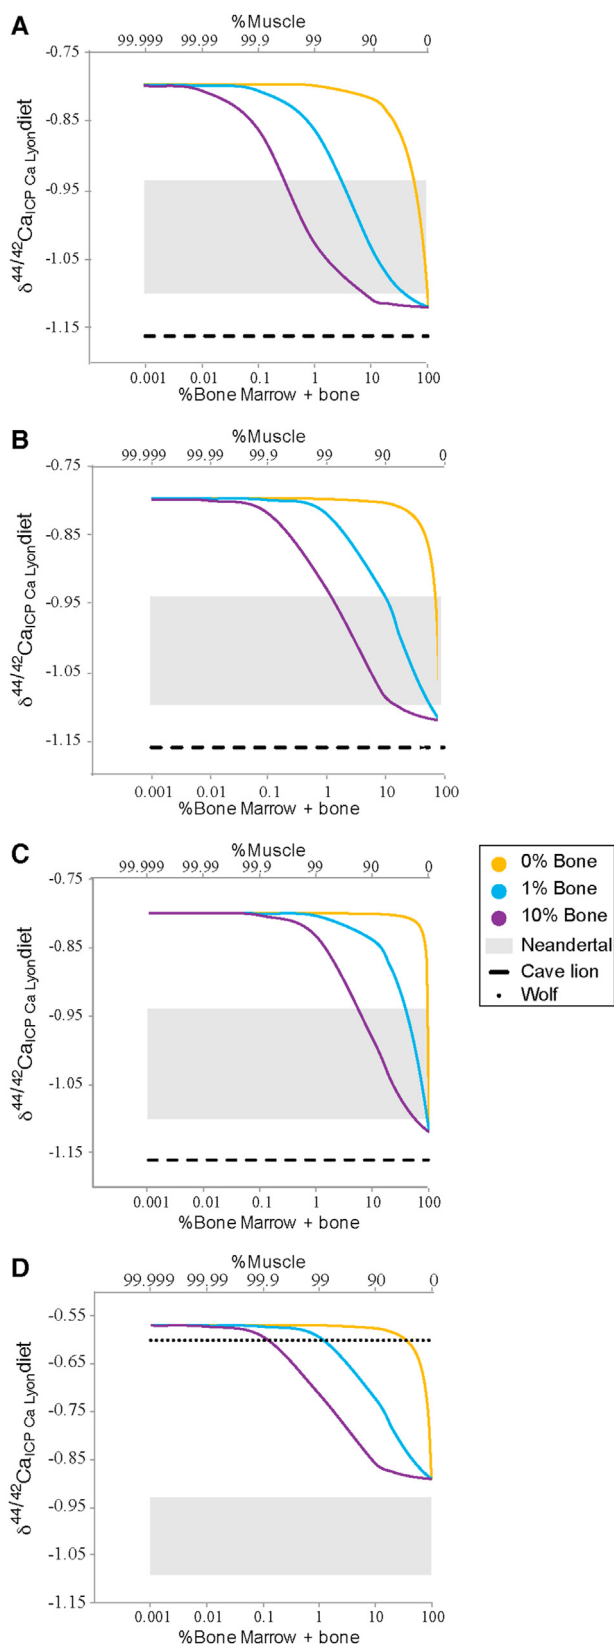 A
%Muscle
99.999 99.99 99.9 99 90 0
-0.75
-0.85
-0.95
-1.05
-1.15
δ44/42CaICP Ca Lyondiet
0.001 0.01 0.1 1 10 100
%Bone Marrow + bone
B
%Muscle
99.999 99.99 99.9 99 90 0
-0.75
-0.85
-0.95
-1.05
-1.15
δ44/42CaICP Ca Lyondiet
0.001 0.01 0.1 1 10 100
%Bone Marrow + bone
C
%Muscle
99.999 99.99 99.9 99 90 0
-0.75
-0.85
-0.95
-1.05
-1.15
δ44/42CaICP Ca Lyondiet
0.001 0.01 0.1 1 10 100
%Bone Marrow + bone
0% Bone
1% Bone
10% Bone
Neandertal
Cave lion
Wolf
D
%Muscle
99.999 99.99 99.9 99 90 0
-0.55
-0.65
-0.75
-0.85
-0.95
-1.05
-1.15
δ44/42CaICP Ca Lyondiet
0.001 0.01 0.1 1 10 100
%Bone Marrow + bone